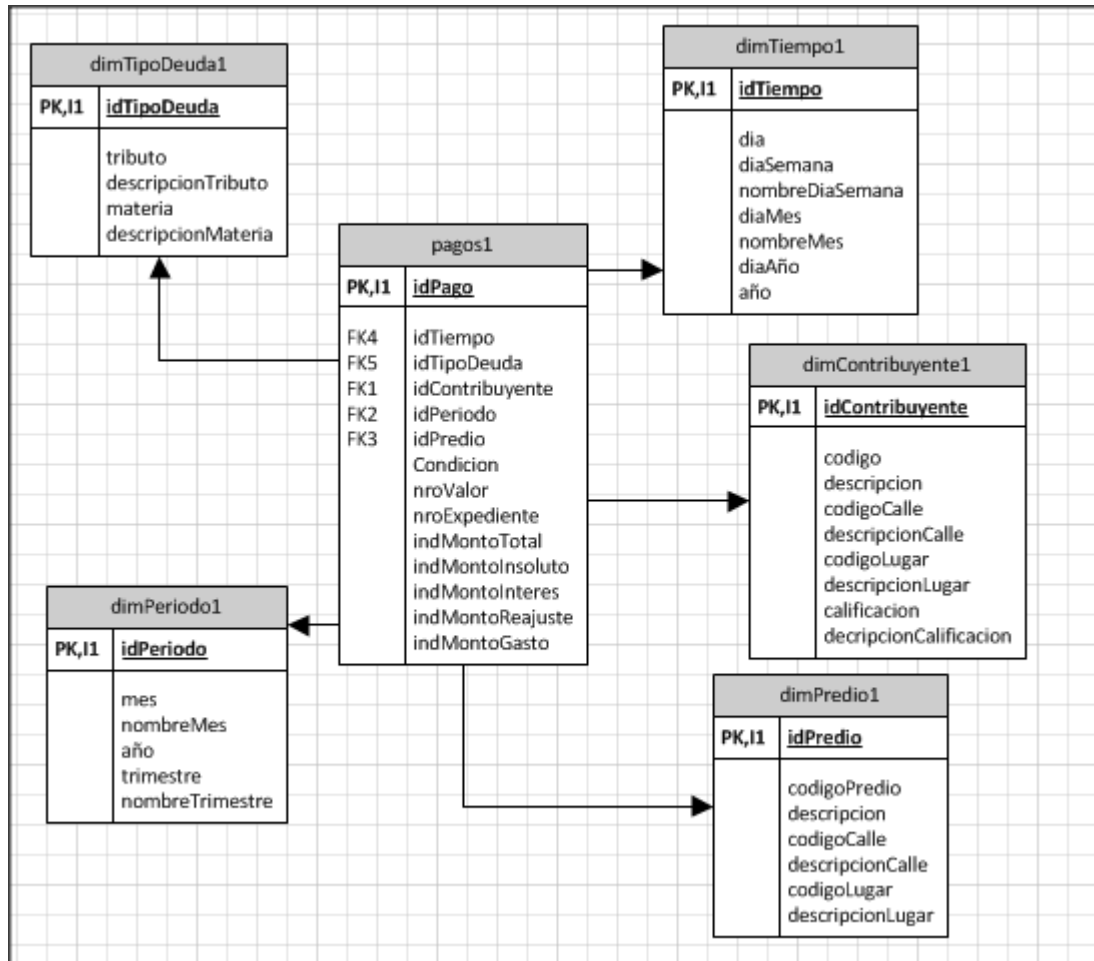 dimTipoDeuda1
PK,I1 idTipoDeuda
tributo
descripcionTributo
materia
descripcionMateria
dimTiempo1
PK,I1 idTiempo
dia
diaSemana
nombreDiaSemana
diaMes
nombreMes
diaAño
año
pagos1
PK,I1 idPago
FK4 idTiempo
FK5 idTipoDeuda
FK1 idContribuyente
FK2 idPeriodo
FK3 idPredio
Condicion
nroValor
nroExpediente
indMontoTotal
indMontoInsoluto
indMontoInteres
indMontoReajuste
indMontoGasto
dimContribuyente1
PK,I1 idContribuyente
codigo
descripcion
codigoCalle
descripcionCalle
codigoLugar
descripcionLugar
calificacion
decripcionCalificacion
dimPeriodo1
PK,I1 idPeriodo
mes
nombreMes
año
trimestre
nombreTrimestre
dimPredio1
PK,I1 idPredio
codigoPredio
descripcion
codigoCalle
descripcionCalle
codigoLugar
descripcionLugar